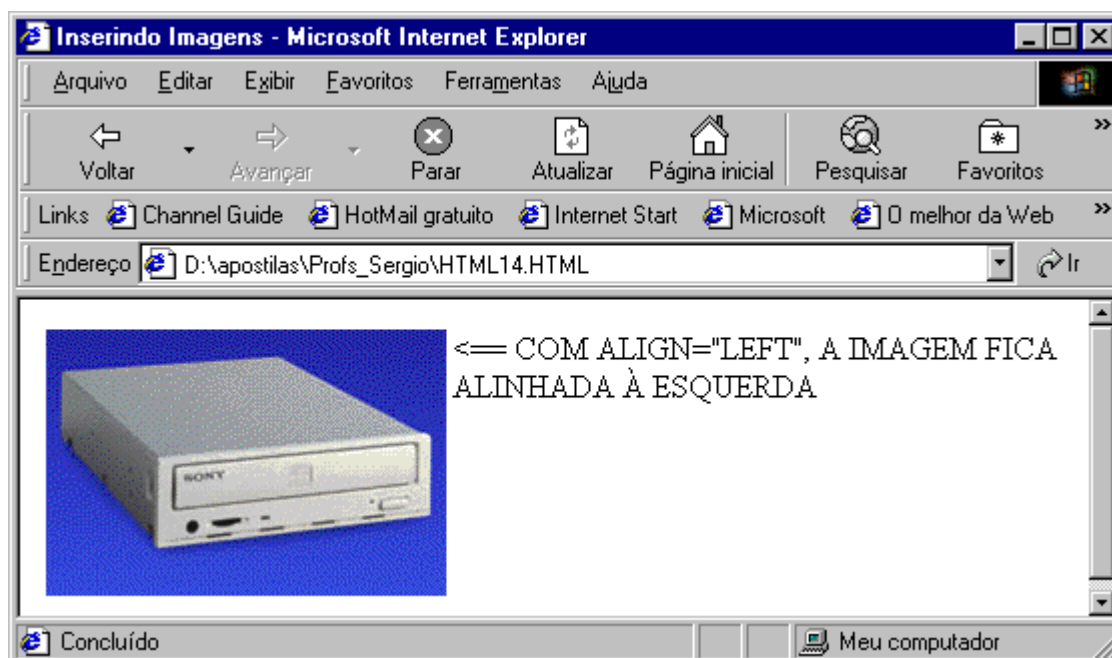 Inserindo Imagens - Microsoft Internet Explorer
Arquivo Editar Exibir Favoritos Ferramentas Ajuda
Voltar Avançar Parar Atualizar Página inicial Pesquisar Favoritos »
Links Channel Guide HotMail gratuito Internet Start Microsoft O melhor da Web »
Endereço D:\apostilas\Profs_Sergio\HTML14.HTML Ir
<== COM ALIGN="LEFT", A IMAGEM FICA
ALINHADA À ESQUERDA
SONY
Concluído Meu computador